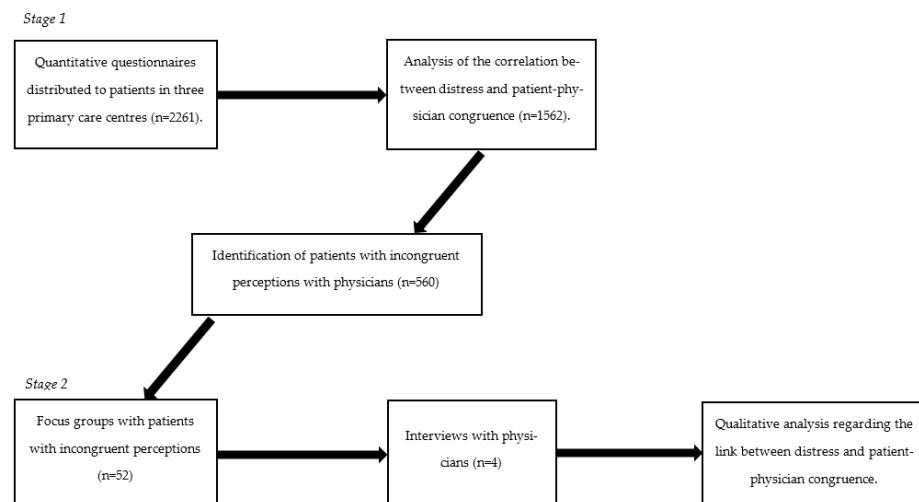 Stage 1
Quantitative questionnaires
distributed to patients in three
primary care centres (n=2261).
Analysis of the correlation be-
tween distress and patient-phy-
sician congruence (n=1562).
Identification of patients with incongruent
perceptions with physicians (n=560)
Stage 2
Focus groups with patients
with incongruent perceptions
(n=52)
Interviews with physi-
cians (n=4)
Qualitative analysis regarding the
link between distress and patient-
physician congruence.